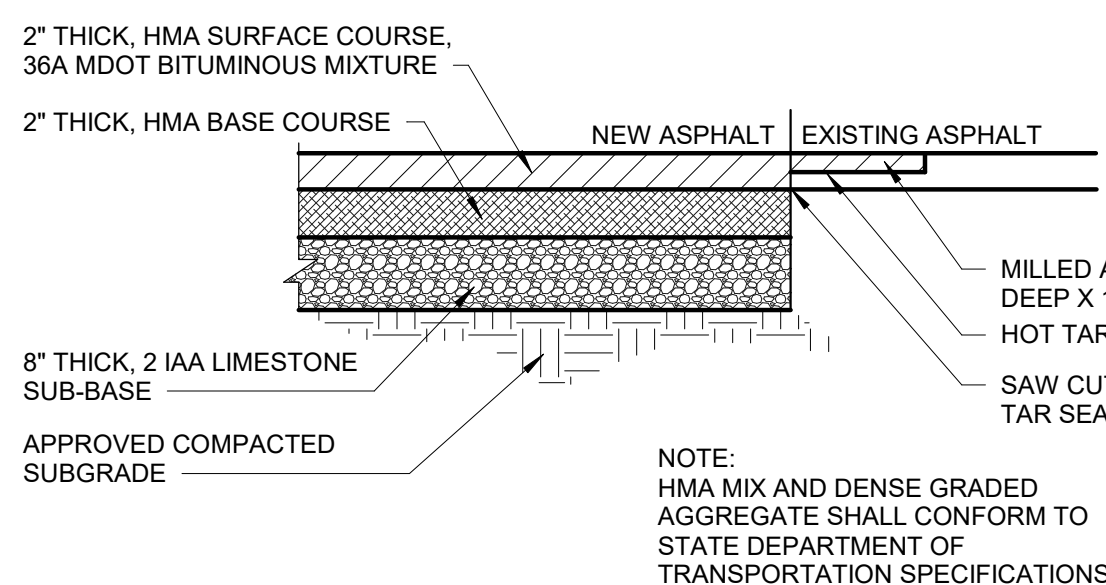 2" THICK, HMA SURFACE COURSE,
36A MDOT BITUMINOUS MIXTURE
2" THICK, HMA BASE COURSE
NEW ASPHALT
EXISTING ASPHALT
MILLED
DEEP X
HOT TAR
SAW
TAR
8" THICK, 2 IAA LIMESTONE
SUB-BASE
APPROVED COMPACTED
SUBGRADE
NOTE:
HMA MIX AND DENSE GRADED
AGGREGATE SHALL CONFORM TO
STATE DEPARTMENT OF
TRANSPORTATION SPECIFICATIONS